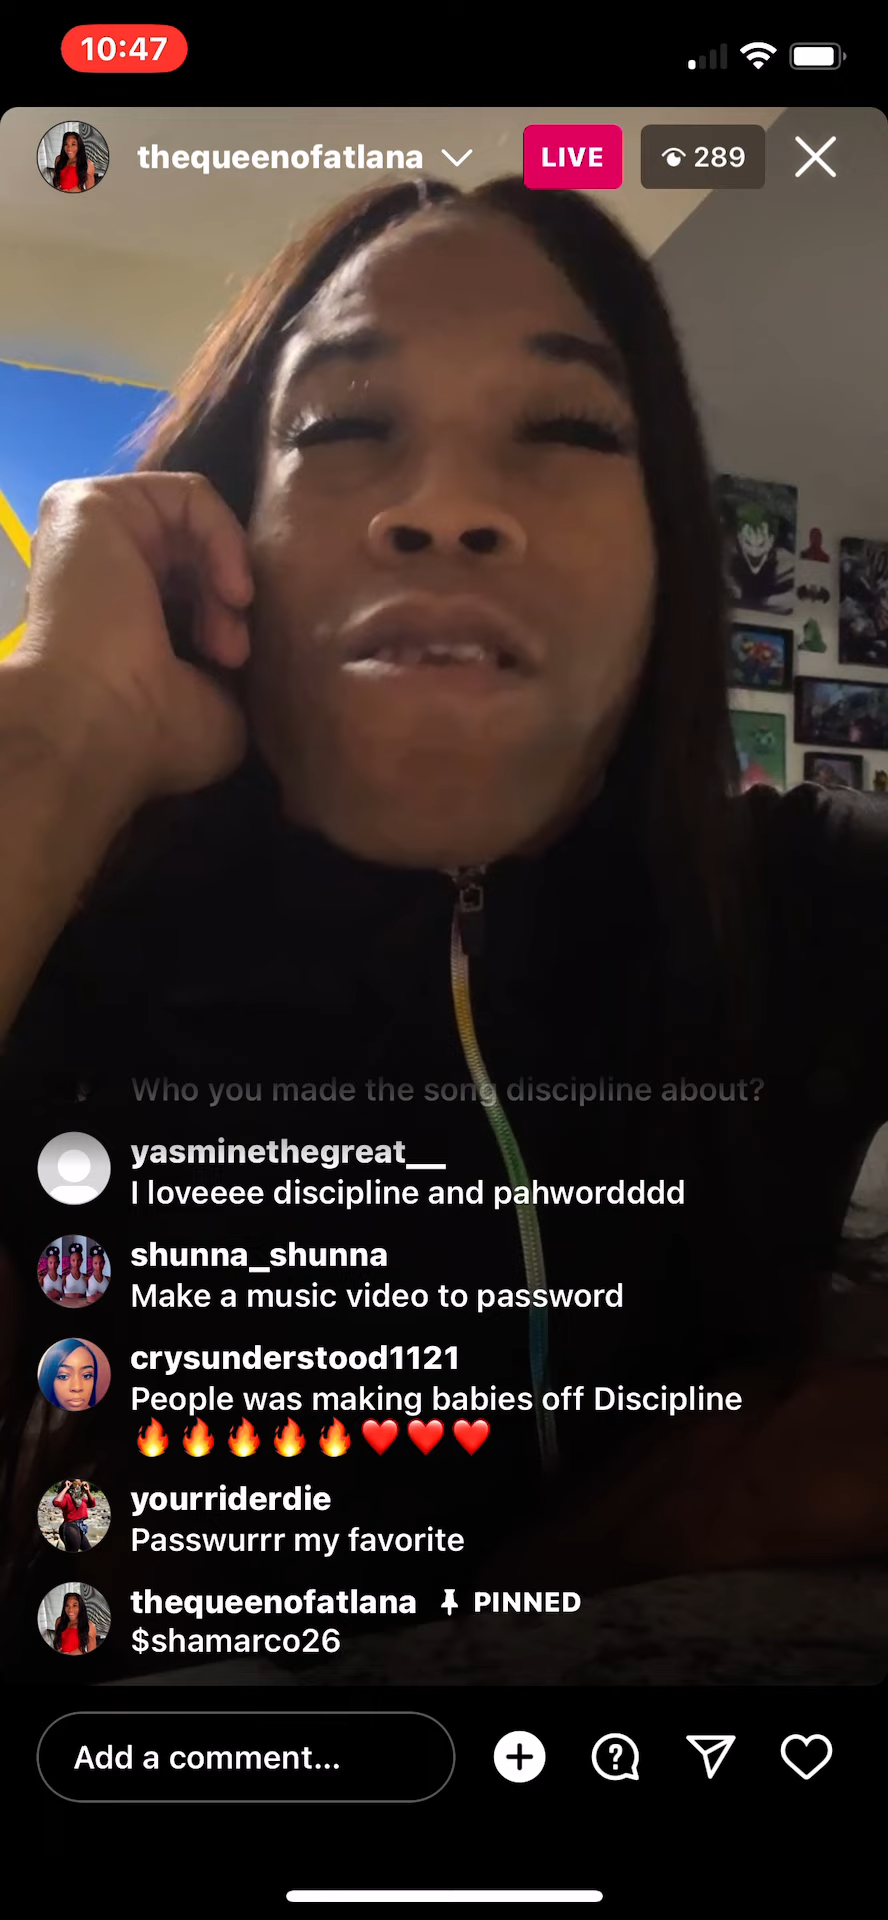 10:47
thequeenofatlana
LIVE
289
Who you made the song discipline about?
yasminethegreat__
I loveeee discipline and pahwordddd
shunna_shunna
Make a music video to password
crysunderstood1121
People was making babies off Discipline
🔥🔥🔥🔥🔥❤️❤️❤️
yourriderdie
Passwurrr my favorite
thequeenofatlana PINNED
$shamarco26
Add a comment...